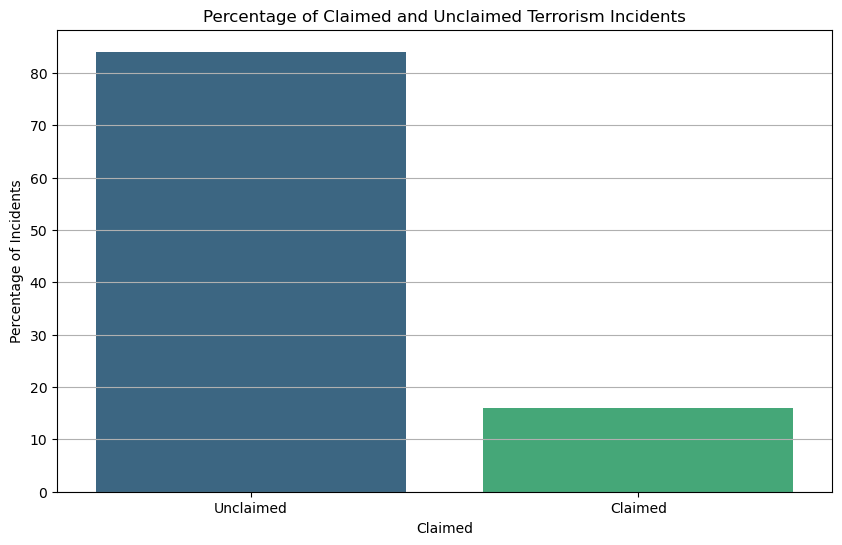 Percentage of Claimed and Unclaimed Terrorism Incidents
Percentage of Incidents
80
70
60
50
40
30
20
10
0
Unclaimed Claimed
Claimed